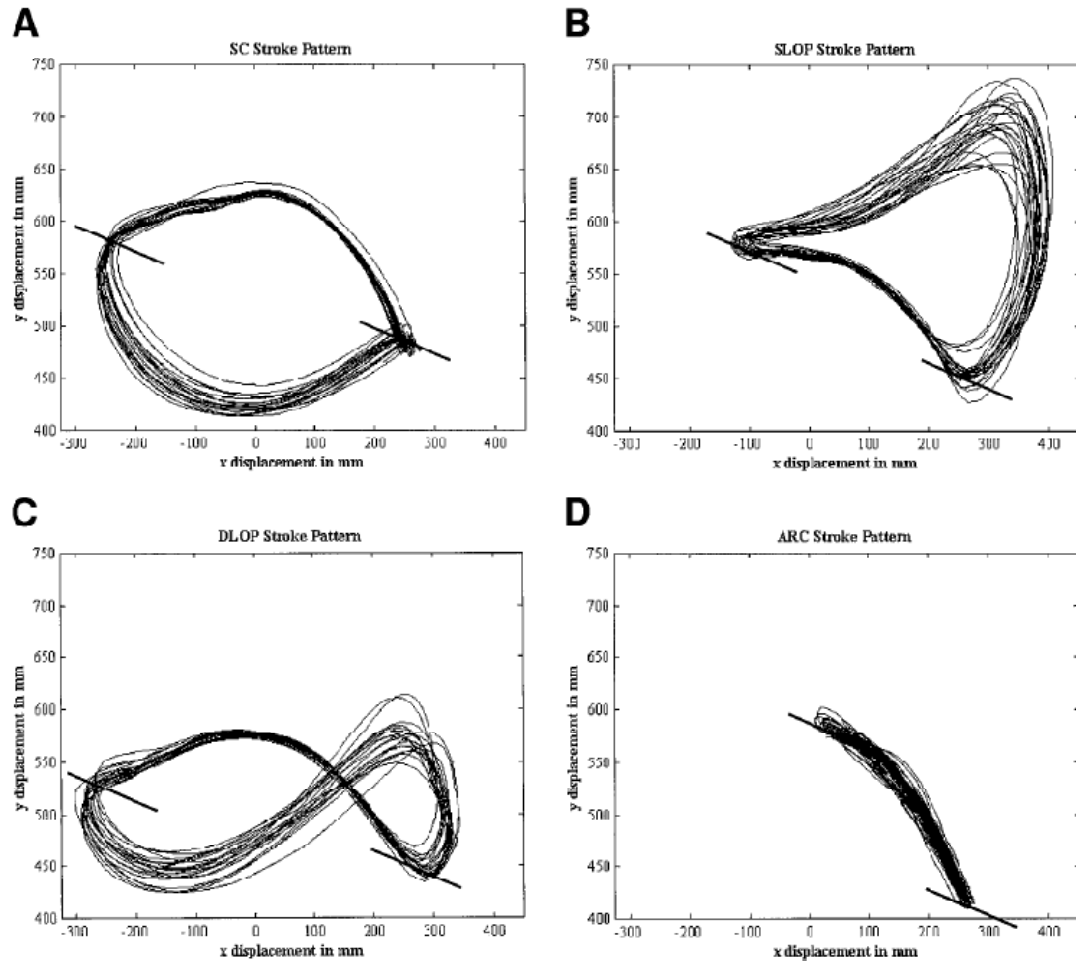 A
SC Stroke Pattern
750
700
650
600
550
500
450
400
y displacement in mm
-300 -200 -100 0 100 200 300 400
x displacement in mm
B
SLOP Stroke Pattern
750
700
650
600
550
500
450
400
y displacement in mm
-300 -200 -100 0 100 200 300 400
x displacement in mm
C
DLOP Stroke Pattern
750
700
650
600
550
500
450
400
y displacement in mm
-300 -200 -100 0 100 200 300 400
x displacement in mm
D
ARC Stroke Pattern
750
700
650
600
550
500
450
400
y displacement in mm
-300 -200 -100 0 100 200 300 400
x displacement in mm